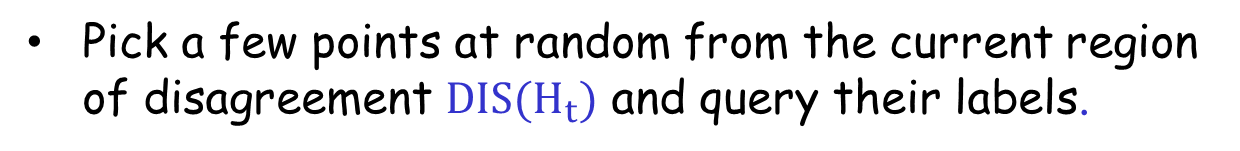 • Pick a few points at random from the current region
of disagreement DIS(Hₜ) and query their labels.